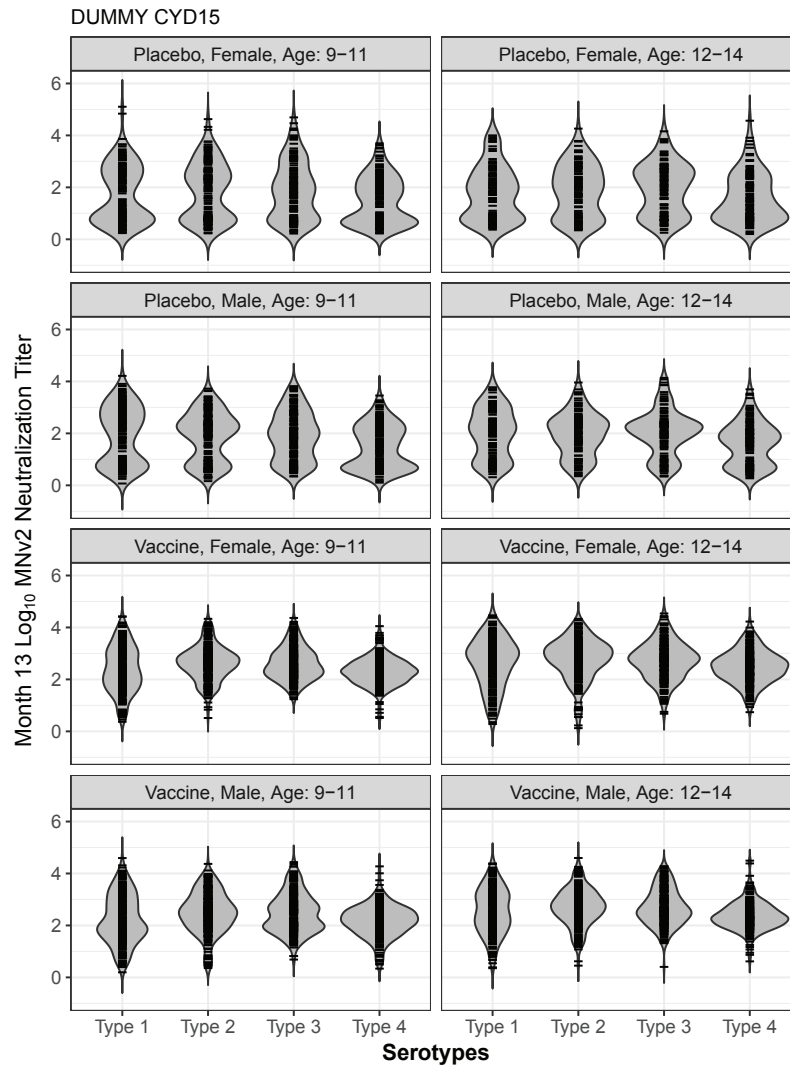 DUMMY CYD15
Placebo, Female, Age: 9−11
Placebo, Female, Age: 12−14
6
4
2
0
Placebo, Male, Age: 9−11
Placebo, Male, Age: 12−14
6
4
2
0
Vaccine, Female, Age: 9−11
Vaccine, Female, Age: 12−14
6
4
2
0
Vaccine, Male, Age: 9−11
Vaccine, Male, Age: 12−14
6
4
2
0
Month 13 Log₁₀ MNv2 Neutralization Titer
Type 1 Type 2 Type 3 Type 4
Type 1 Type 2 Type 3 Type 4
Serotypes